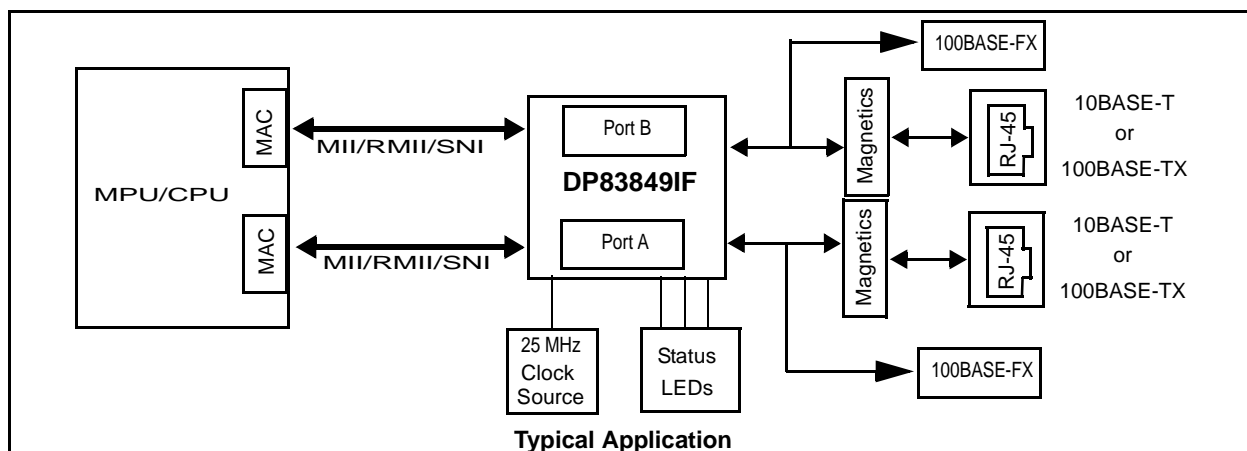 100BASE-FX
MAC
MII/RMII/SNI
Port B
Magnetics
RJ-45
10BASE-T
or
100BASE-TX
MPU/CPU
DP83849IF
MAC
MII/RMII/SNI
Port A
Magnetics
RJ-45
10BASE-T
or
100BASE-TX
25 MHz
Clock
Source
Status
LEDs
100BASE-FX
Typical Application